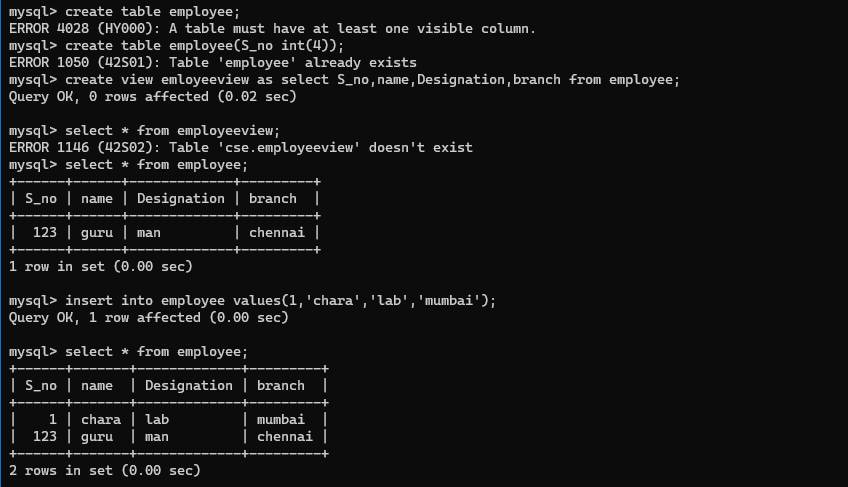 mysql> create table employee;
ERROR 4028 (HY000): A table must have at least one visible column.
mysql> create table employee(S_no int(4));
ERROR 1050 (42S01): Table 'employee' already exists
mysql> create view emloyeeview as select S_no,name,Designation,branch from employee;
Query OK, 0 rows affected (0.02 sec)

mysql> select * from employeeview;
ERROR 1146 (42S02): Table 'cse.employeeview' doesn't exist
mysql> select * from employee;
+------+------+-------------+---------+
| S_no | name | Designation | branch  |
+------+------+-------------+---------+
|  123 | guru | man         | chennai |
+------+------+-------------+---------+
1 row in set (0.00 sec)

mysql> insert into employee values(1,'chara','lab','mumbai');
Query OK, 1 row affected (0.00 sec)

mysql> select * from employee;
+------+-------+-------------+---------+
| S_no | name  | Designation | branch  |
+------+-------+-------------+---------+
|    1 | chara | lab         | mumbai  |
|  123 | guru  | man         | chennai |
+------+-------+-------------+---------+
2 rows in set (0.00 sec)